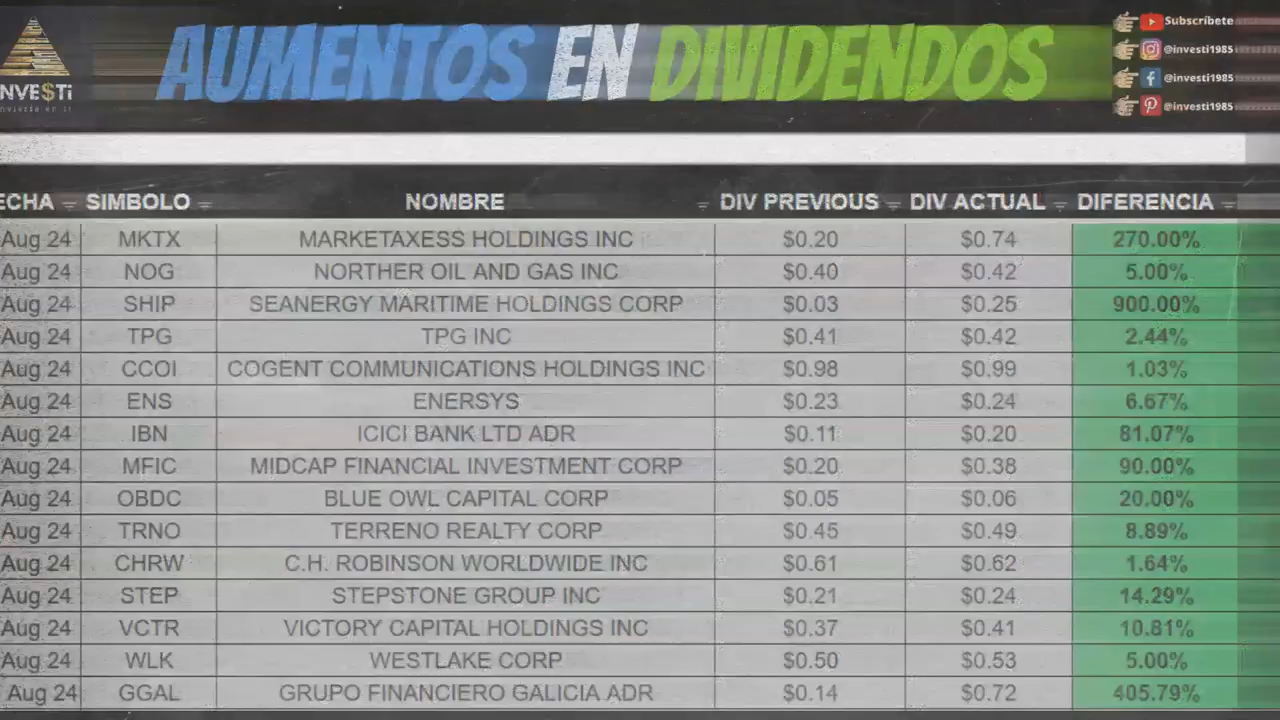 AUMENTOS EN DIVIDENDOS
Subscríbete
@investi1985
@investi1985
@investi1985
NVE$Ti
ECHA SIMBOLO NOMBRE DIV PREVIOUS DIV ACTUAL DIFERENCIA
Aug 24 MKTX MARKETAXESS HOLDINGS INC $0.20 $0.74 270.00%
Aug 24 NOG NORTHER OIL AND GAS INC $0.40 $0.42 5.00%
Aug 24 SHIP SEANERGY MARITIME HOLDINGS CORP $0.03 $0.25 900.00%
Aug 24 TPG TPG INC $0.41 $0.42 2.44%
Aug 24 CCOI COGENT COMMUNICATIONS HOLDINGS INC $0.98 $0.99 1.03%
Aug 24 ENS ENERSYS $0.23 $0.24 6.67%
Aug 24 IBN ICICI BANK LTD ADR $0.11 $0.20 81.07%
Aug 24 MFIC MIDCAP FINANCIAL INVESTMENT CORP $0.20 $0.38 90.00%
Aug 24 OBDC BLUE OWL CAPITAL CORP $0.05 $0.06 20.00%
Aug 24 TRNO TERRENO REALTY CORP $0.45 $0.49 8.89%
Aug 24 CHRW C.H. ROBINSON WORLDWIDE INC $0.61 $0.62 1.64%
Aug 24 STEP STEPSTONE GROUP INC $0.21 $0.24 14.29%
Aug 24 VCTR VICTORY CAPITAL HOLDINGS INC $0.37 $0.41 10.81%
Aug 24 WLK WESTLAKE CORP $0.50 $0.53 5.00%
Aug 24 GGAL GRUPO FINANCIERO GALICIA ADR $0.14 $0.72 405.79%